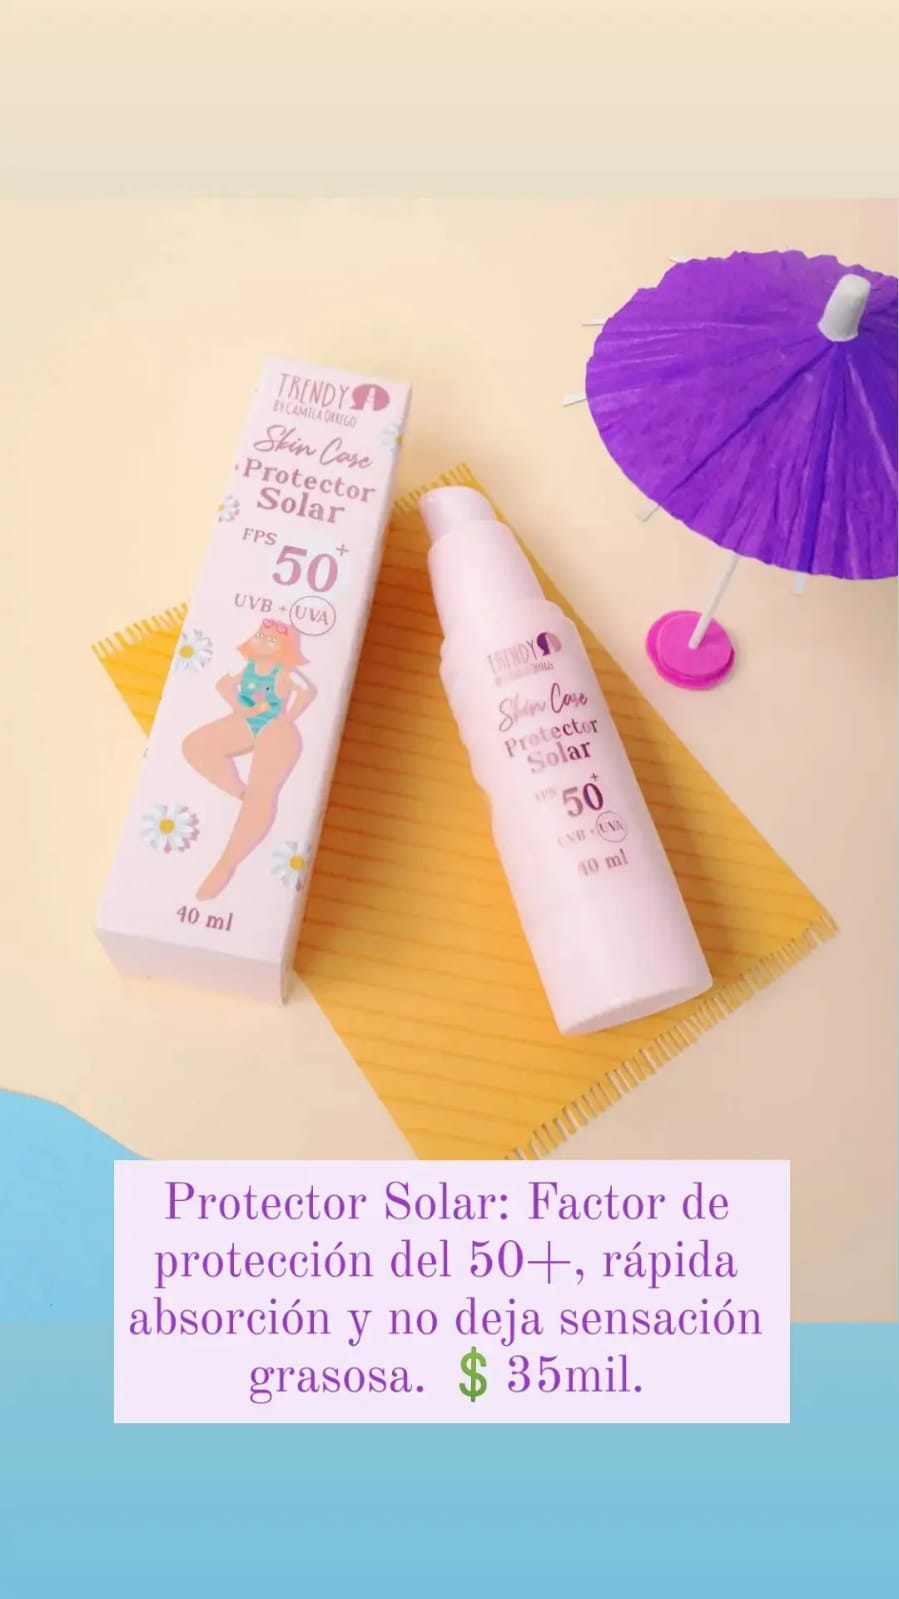 TRENDY
BY CAMILA ORREGO
Skin Care
Protector
Solar
FPS
50+
UVB + UVA
40 ml
TRENDY
Skin Care
Protector
Solar
FPS
50+
UVB + UVA
40 ml
Protector Solar: Factor de
protección del 50+, rápida
absorción y no deja sensación
grasosa. 💲 35mil.